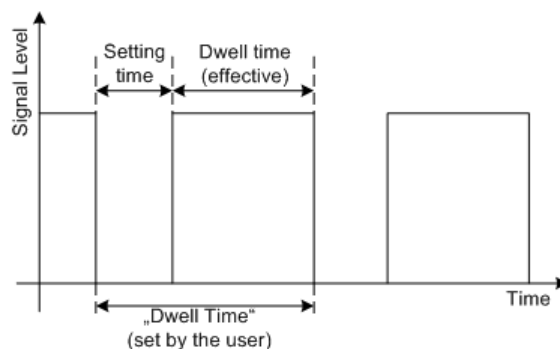 Setting
time
Dwell time
(effective)
Signal Level
Time
„Dwell Time“
(set by the user)